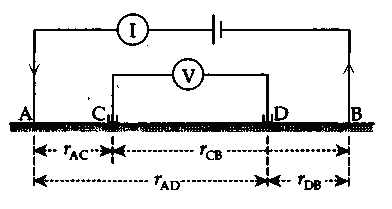 I
V
A C D B
r_AC r_CB
r_AD r_DB